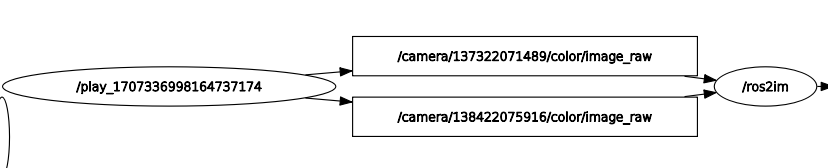 /camera/137322071489/color/image_raw
/play_1707336998164737174
/ros2im
/camera/138422075916/color/image_raw